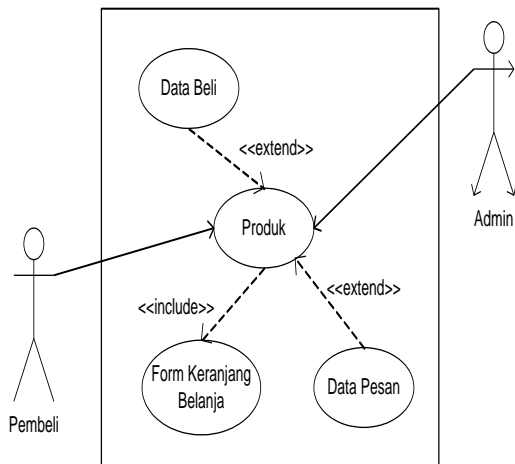 Data Beli
<<extend>>
Produk
Admin
<<include>>
<<extend>>
Form Keranjang
Belanja
Data Pesan
Pembeli